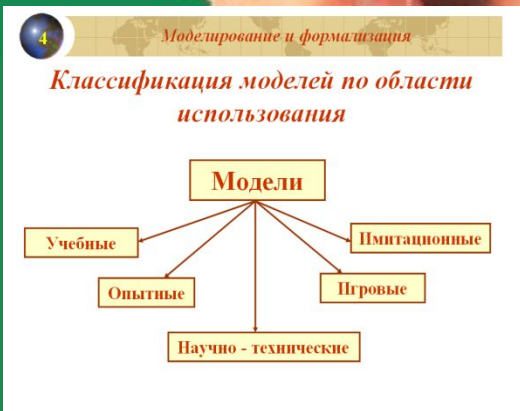 4
Моделирование и формализация
Классификация моделей по области
использования
Модели
Учебные
Имитационные
Опытные
Игровые
Научно - технические